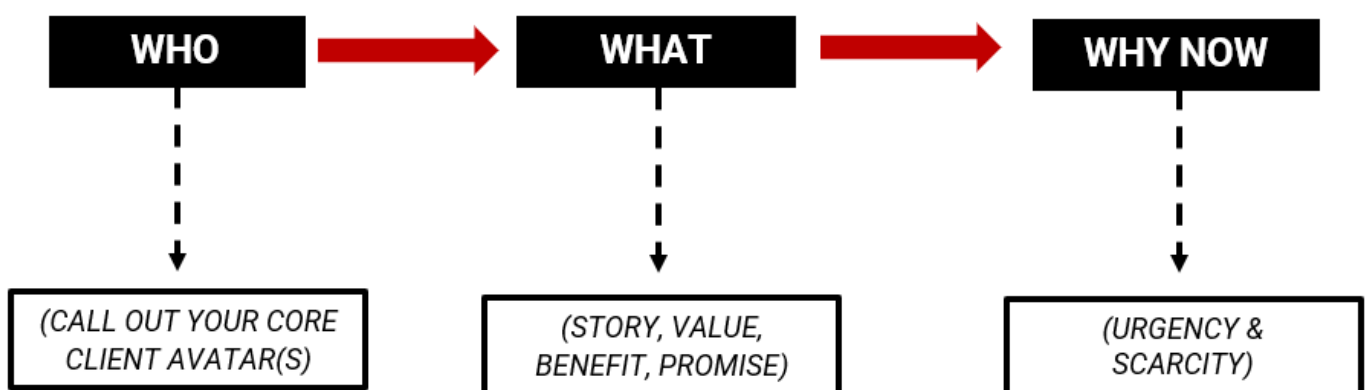 WHO
WHAT
WHY NOW
(CALL OUT YOUR CORE
CLIENT AVATAR(S)
(STORY, VALUE,
BENEFIT, PROMISE)
(URGENCY &
SCARCITY)